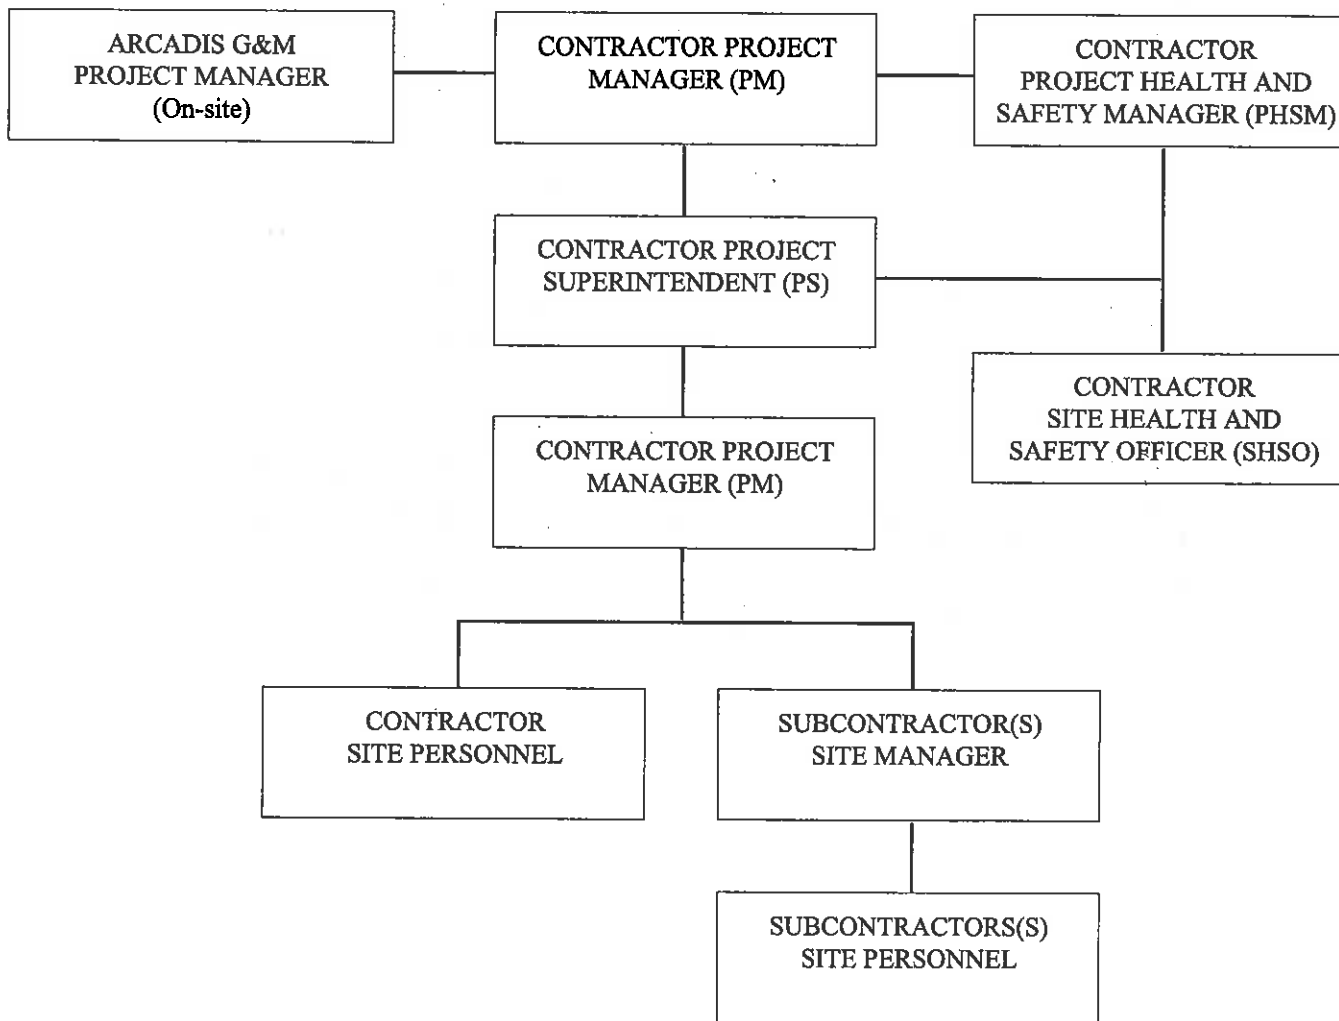 ARCADIS G&M
PROJECT MANAGER
(On-site)
CONTRACTOR PROJECT
MANAGER (PM)
CONTRACTOR
PROJECT HEALTH AND
SAFETY MANAGER (PHSM)
CONTRACTOR PROJECT
SUPERINTENDENT (PS)
CONTRACTOR
SITE HEALTH AND
SAFETY OFFICER (SHSO)
CONTRACTOR PROJECT
MANAGER (PM)
CONTRACTOR
SITE PERSONNEL
SUBCONTRACTOR(S)
SITE MANAGER
SUBCONTRACTORS(S)
SITE PERSONNEL